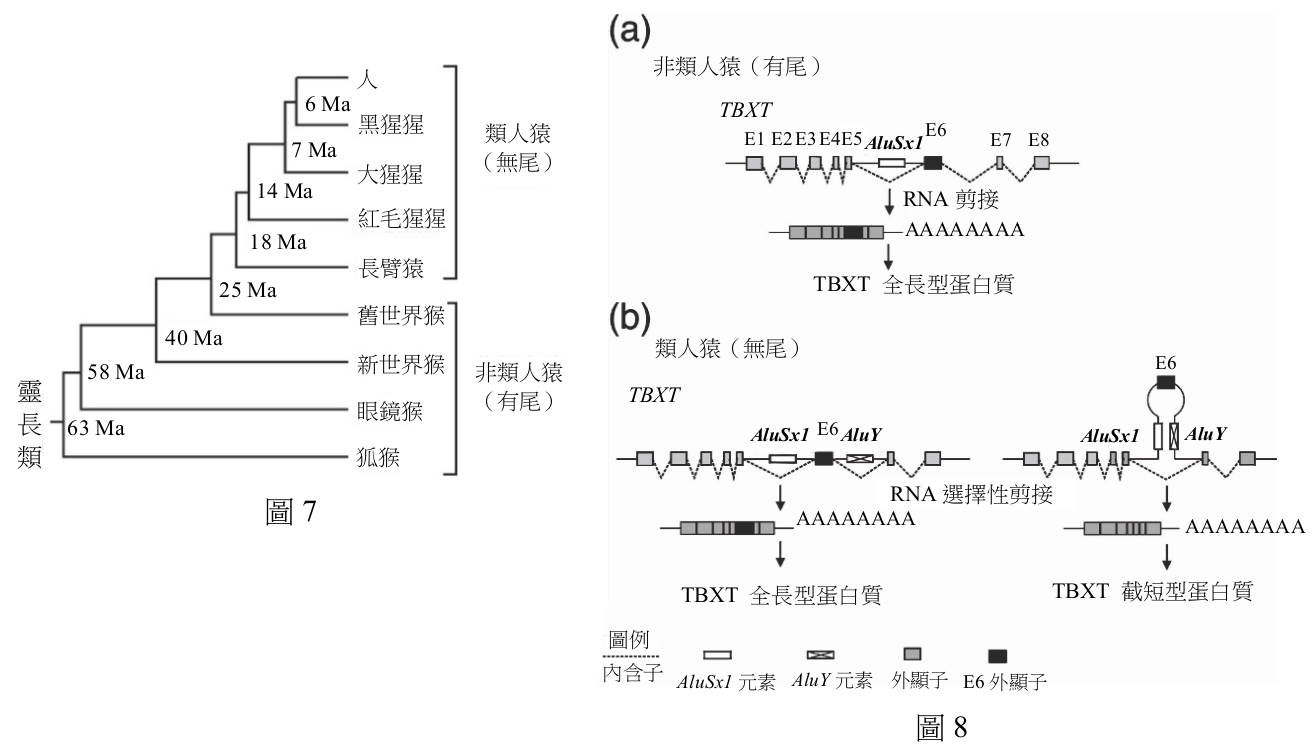 人
6 Ma
黑猩猩
7 Ma
大猩猩
14 Ma
紅毛猩猩
18 Ma
長臂猿
25 Ma
舊世界猴
40 Ma
新世界猴
58 Ma
眼鏡猴
63 Ma
狐猴
靈長類
類人猿
（無尾）
非類人猿
（有尾）
圖 7
(a)
非類人猿（有尾）
TBXT
E1 E2 E3 E4 E5 AluSx1 E6 E7 E8
RNA 剪接
AAAAAAAA
TBXT 全長型蛋白質
(b)
類人猿（無尾）
TBXT
AluSx1 E6 AluY
E6
AluSx1 AluY
RNA 選擇性剪接
AAAAAAAA
AAAAAAAA
TBXT 全長型蛋白質
TBXT 截短型蛋白質
圖例
內含子
AluSx1 元素
AluY 元素
外顯子
E6 外顯子
圖 8